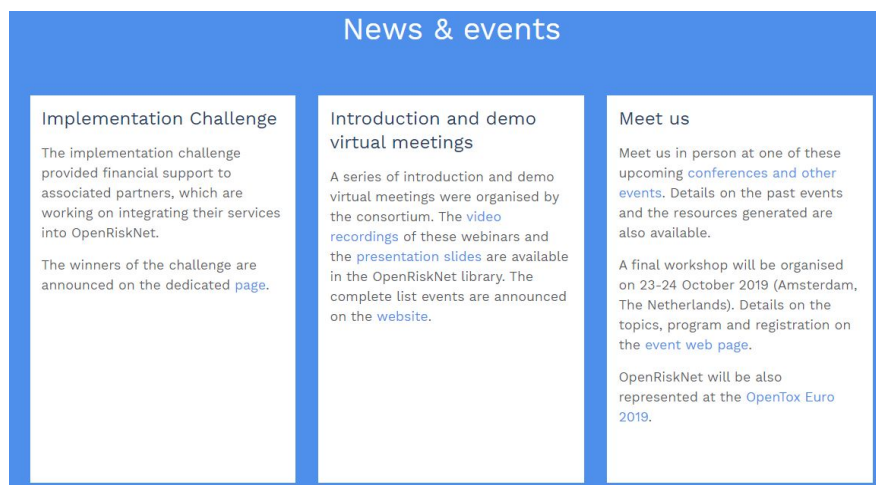 News & events
Implementation Challenge
The implementation challenge
provided financial support to
associated partners, which are
working on integrating their services
into OpenRiskNet.
The winners of the challenge are
announced on the dedicated page.
Introduction and demo
virtual meetings
A series of introduction and demo
virtual meetings were organised by
the consortium. The video
recordings of these webinars and
the presentation slides are available
in the OpenRiskNet library. The
complete list events are announced
on the website.
Meet us
Meet us in person at one of these
upcoming conferences and other
events. Details on the past events
and the resources generated are
also available.
A final workshop will be organised
on 23-24 October 2019 (Amsterdam,
The Netherlands). Details on the
topics, program and registration on
the event web page.
OpenRiskNet will be also
represented at the OpenTox Euro
2019.